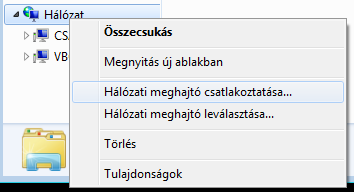 Hálózat
Összecsukás
CS
Megnyitás új ablakban
VB
Hálózati meghajtó csatlakoztatása...
Hálózati meghajtó leválasztása...
Törlés
Tulajdonságok